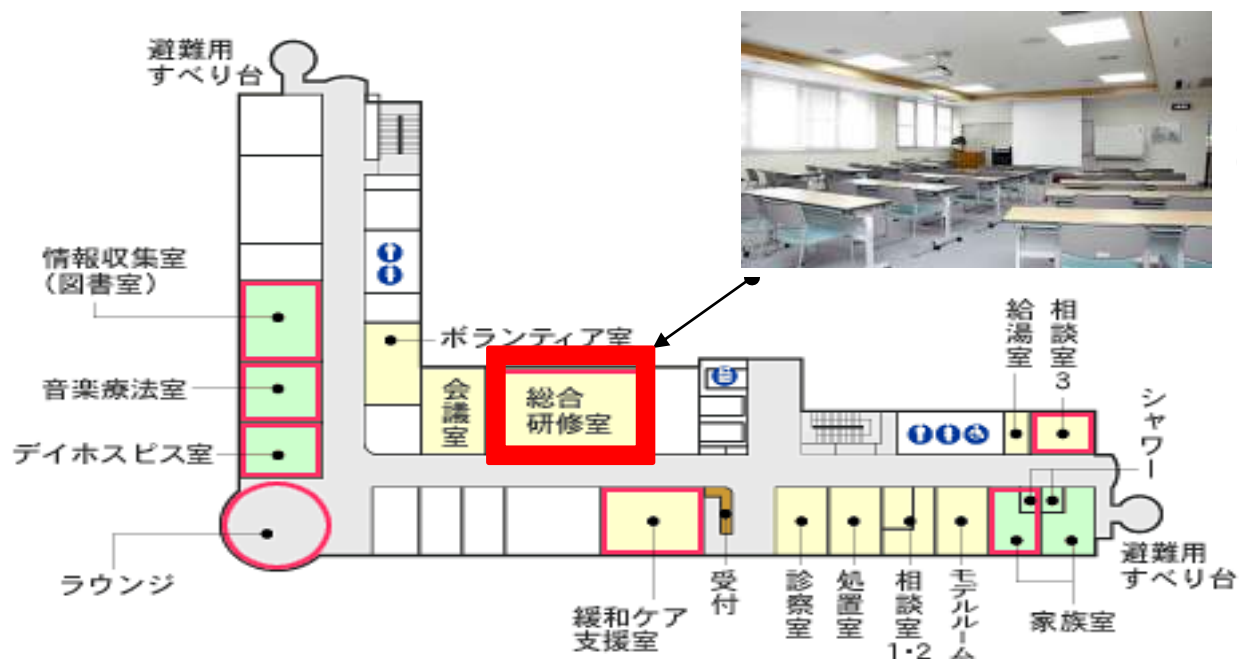 避難用
すべり台
情報収集室
（図書室）
音楽療法室
デイホスピス室
ラウンジ
ボランティア室
会議室
総合
研修室
給湯室
相談室3
シャワー
緩和ケア
支援室
受付
診察室
処置室
相談室
1・2
モデルルーム
家族室
避難用
すべり台